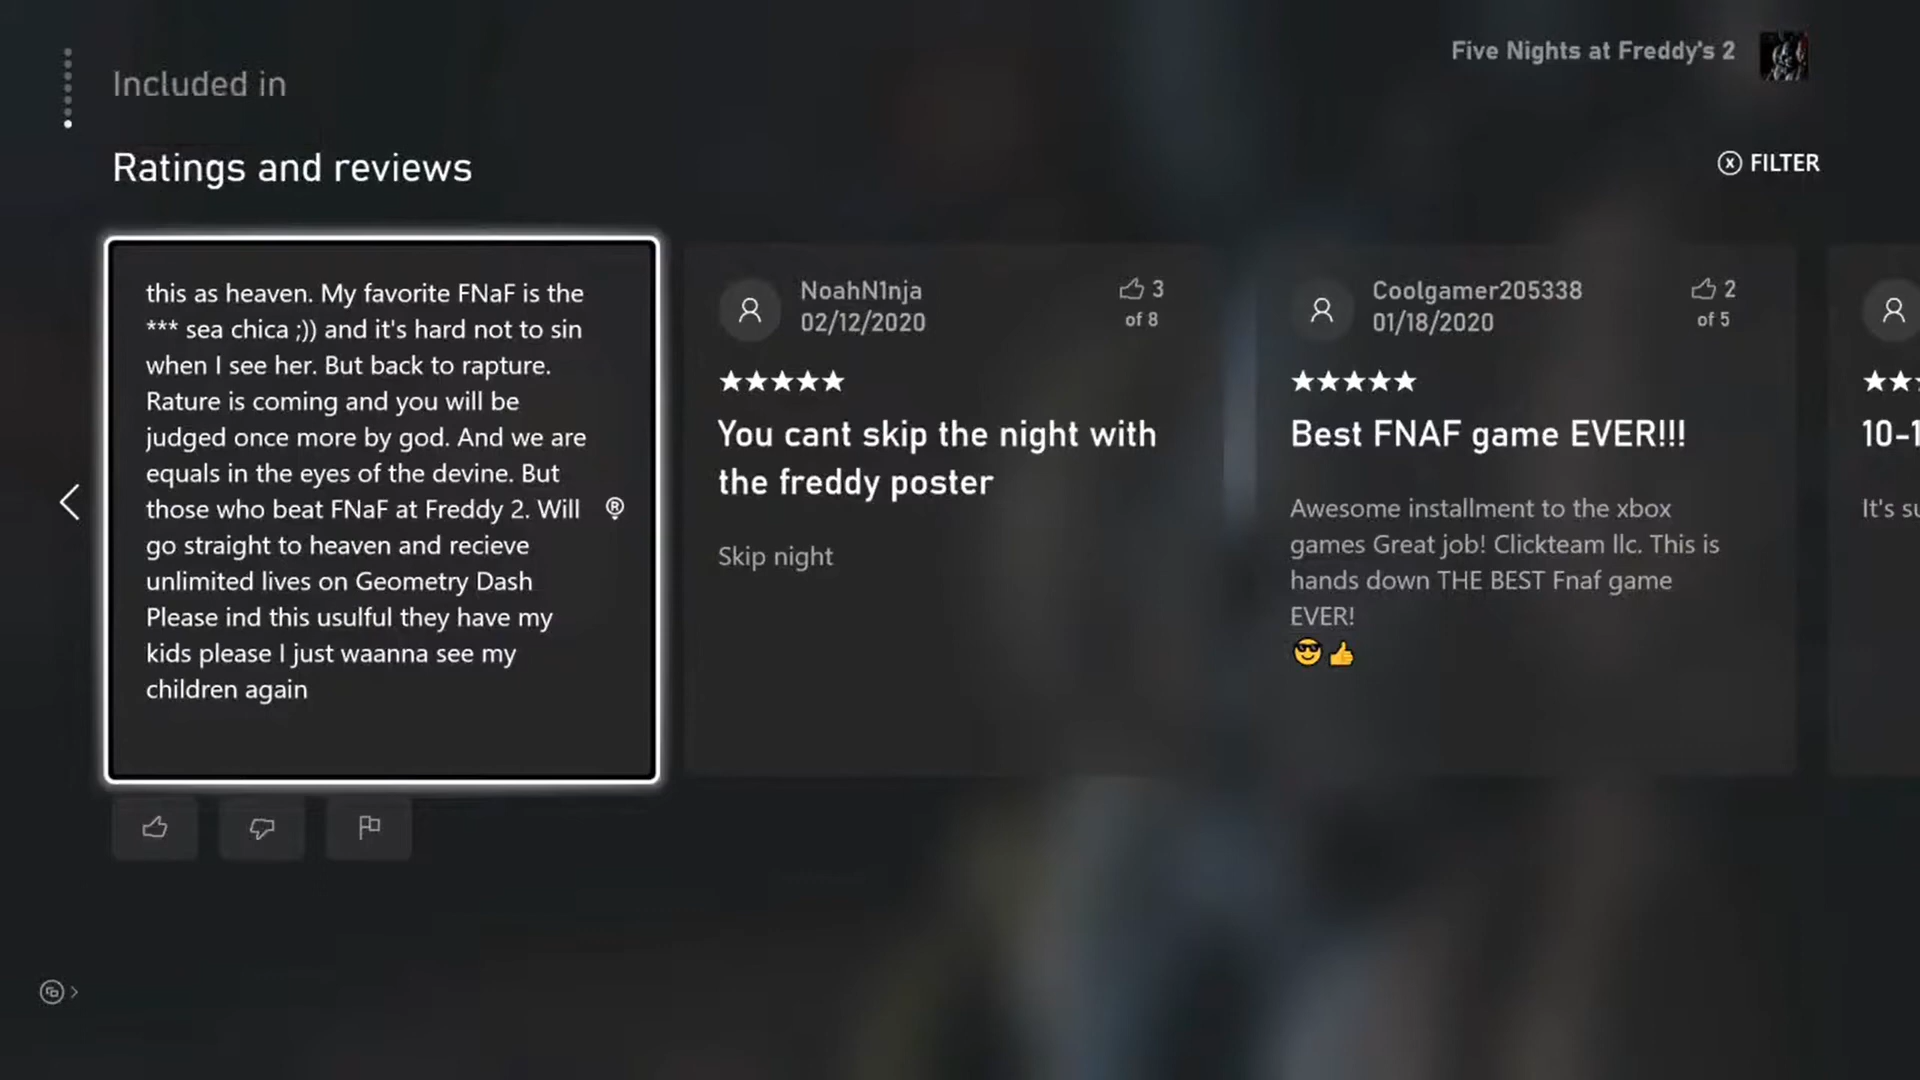 Included in
Five Nights at Freddy's 2
Ratings and reviews
FILTER
this as heaven. My favorite FNaF is the
*** sea chica ;)) and it's hard not to sin
when I see her. But back to rapture.
Rature is coming and you will be
judged once more by god. And we are
equals in the eyes of the devine. But
those who beat FNaF at Freddy 2. Will
go straight to heaven and recieve
unlimited lives on Geometry Dash
Please ind this usulful they have my
kids please I just waanna see my
children again
NoahN1nja
02/12/2020
3
of 8
★★★★★
You cant skip the night with
the freddy poster
Skip night
Coolgamer205338
01/18/2020
2
of 5
★★★★★
Best FNAF game EVER!!!
Awesome installment to the xbox
games Great job! Clickteam llc. This is
hands down THE BEST Fnaf game
EVER!
😎👍
10-1
It's su